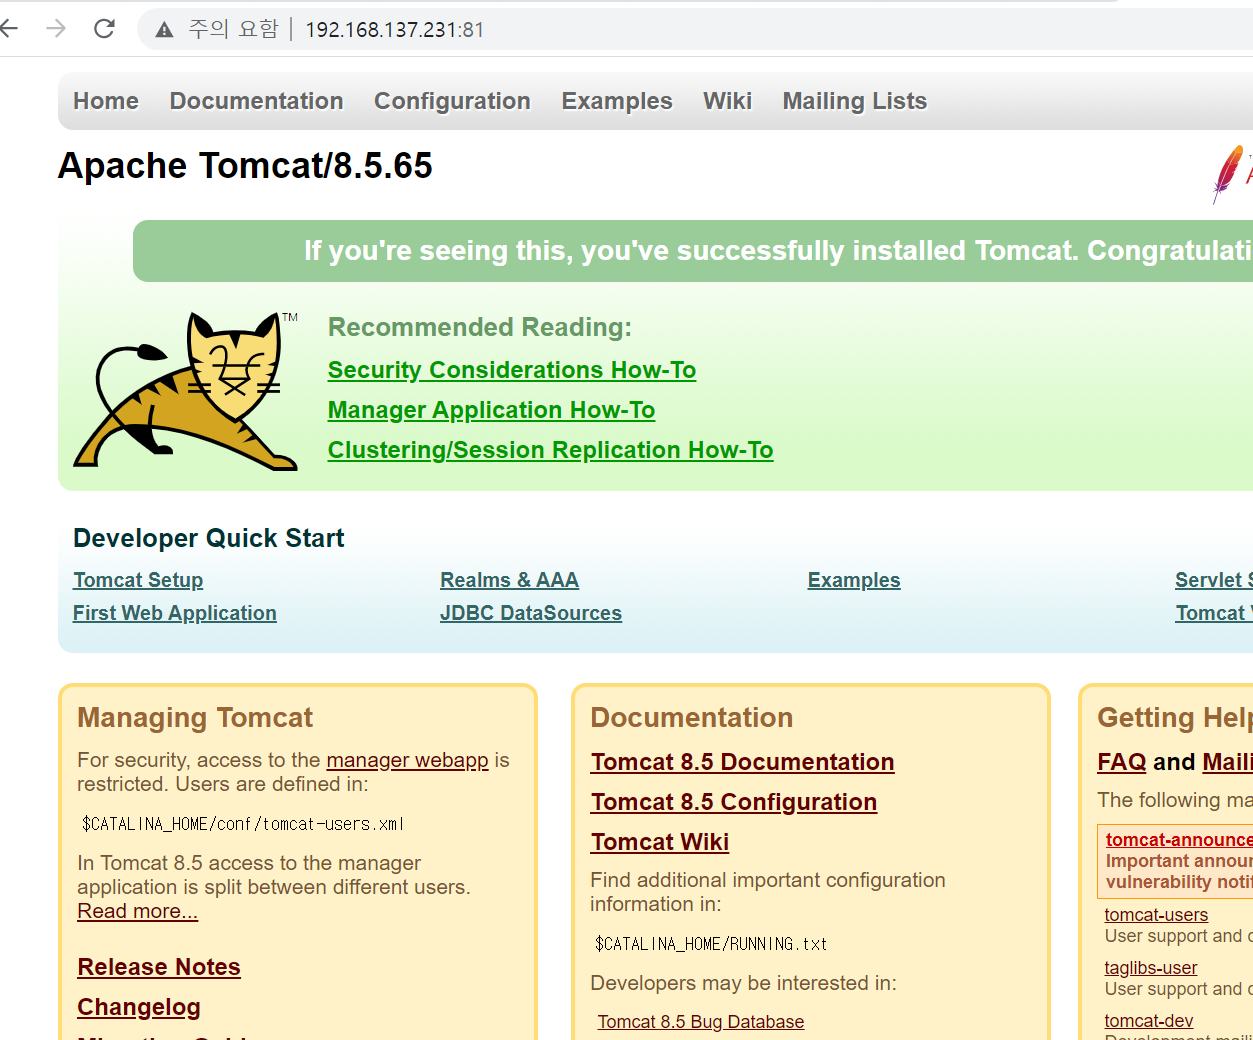 주의 요함 | 192.168.137.231:81
Home Documentation Configuration Examples Wiki Mailing Lists
Apache Tomcat/8.5.65
If you're seeing this, you've successfully installed Tomcat. Congratulati
TM
Recommended Reading:
Security Considerations How-To
Manager Application How-To
Clustering/Session Replication How-To
Developer Quick Start
Tomcat Setup
First Web Application
Realms & AAA
JDBC DataSources
Examples
Servlet S
Tomcat V
Managing Tomcat
For security, access to the manager webapp is
restricted. Users are defined in:
$CATALINA_HOME/conf/tomcat-users.xml
In Tomcat 8.5 access to the manager
application is split between different users.
Read more...
Release Notes
Changelog
Documentation
Tomcat 8.5 Documentation
Tomcat 8.5 Configuration
Tomcat Wiki
Find additional important configuration
information in:
$CATALINA_HOME/RUNNING.txt
Developers may be interested in:
Tomcat 8.5 Bug Database
Getting Help
FAQ and Maili
The following ma
tomcat-announce
Important announ
vulnerability notif
tomcat-users
User support and d
taglibs-user
User support and d
tomcat-dev